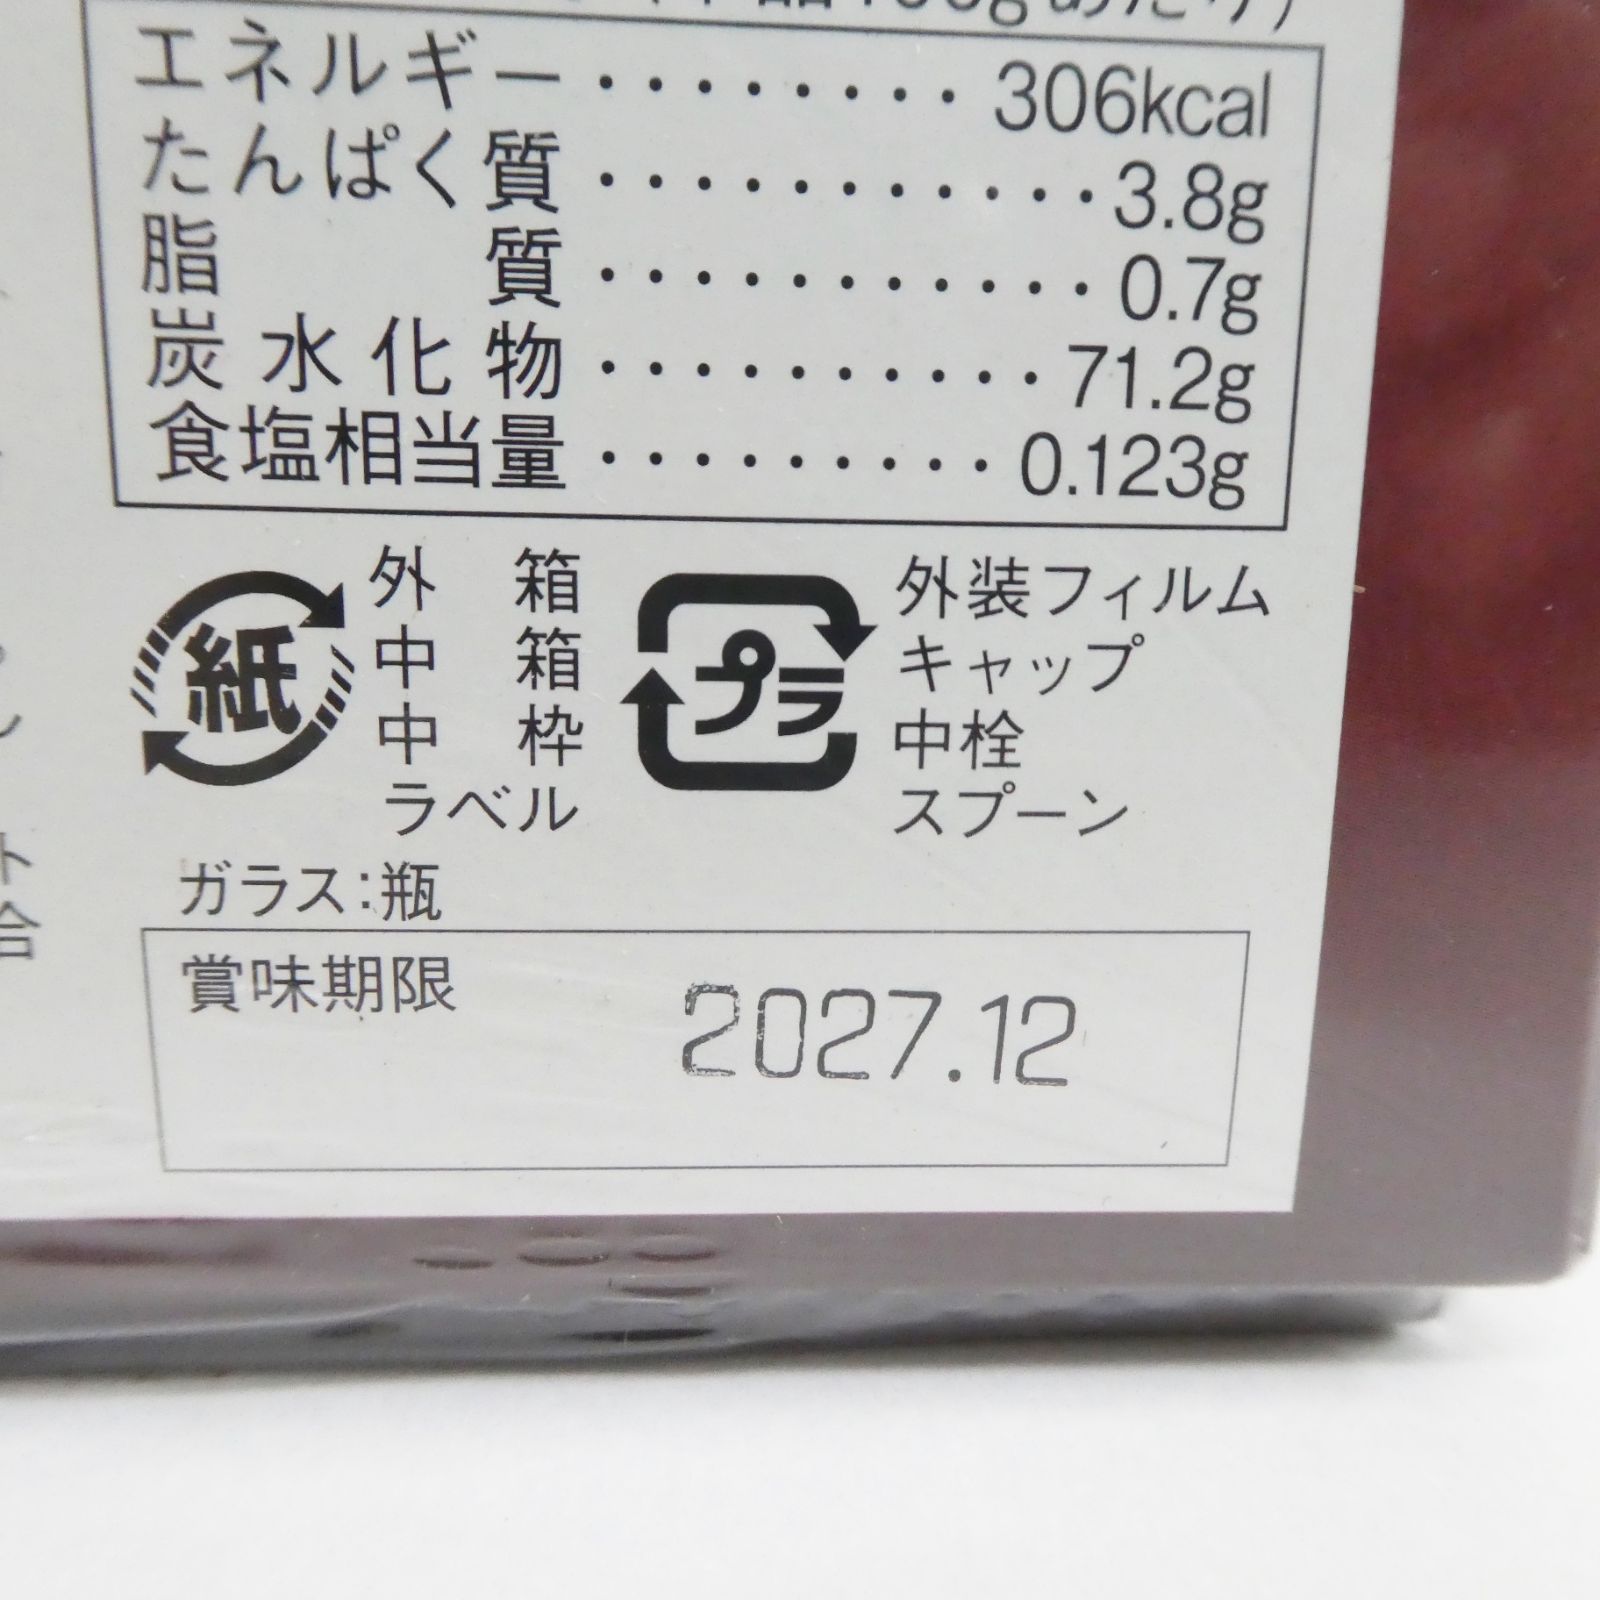 エネルギー・・・・・・・・306kcal
たんぱく質・・・・・・・・・・・3.8g
脂質・・・・・・・・・・・0.7g
炭水化物・・・・・・・・・・71.2g
食塩相当量・・・・・・・・・0.123g
紙
外箱
中箱
中枠
ラベル
プラ
外装フィルム
キャップ
中栓
スプーン
ガラス:瓶
賞味期限
2027.12
ト
合